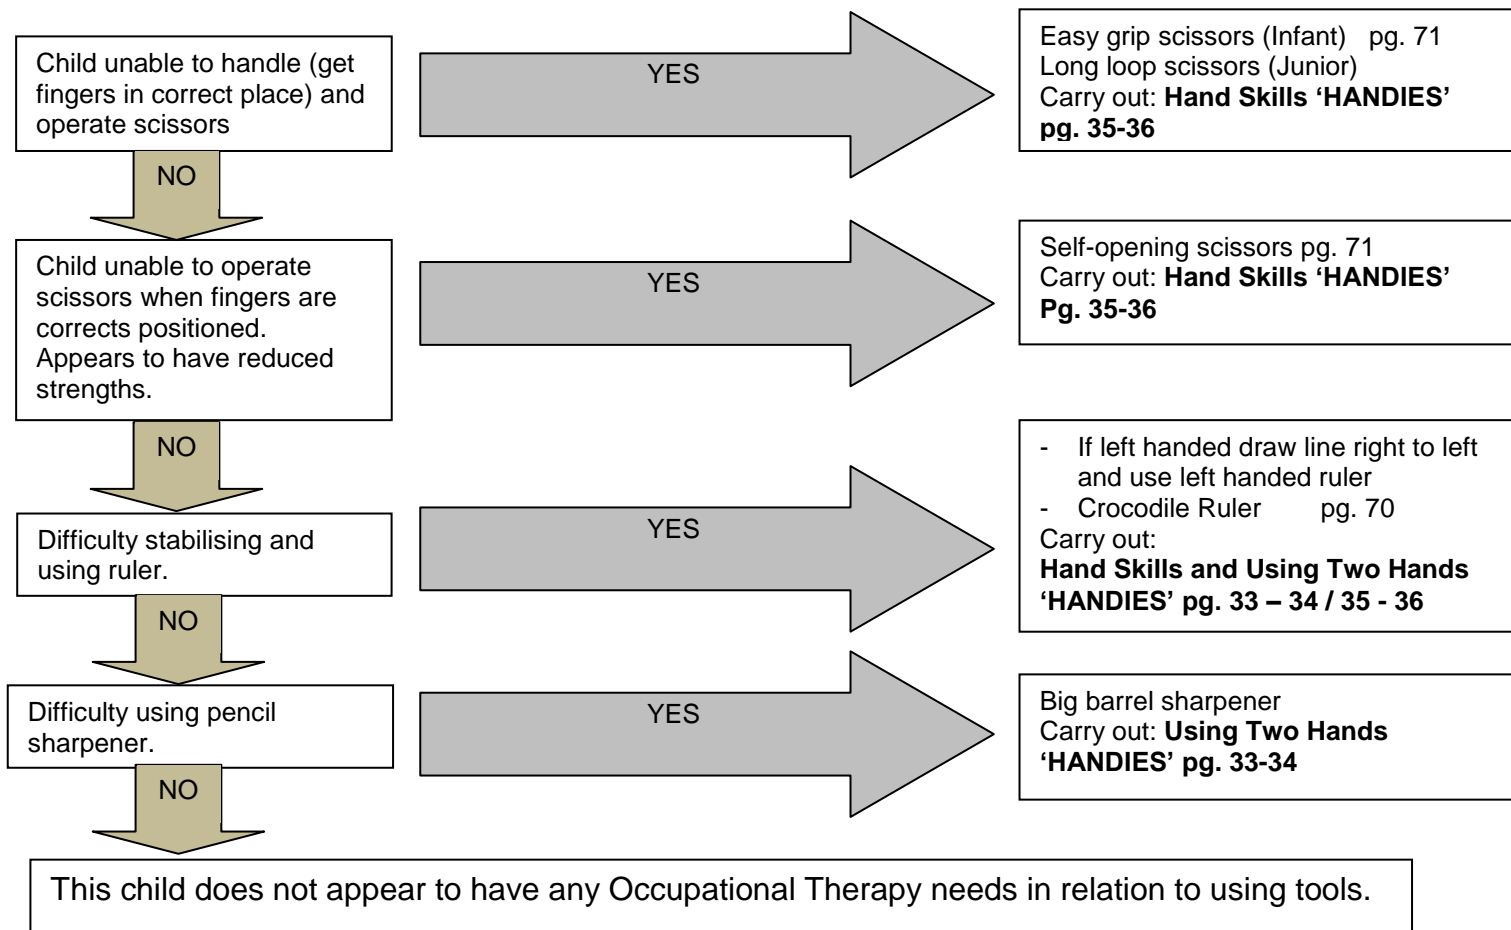 Child unable to handle (get
fingers in correct place) and
operate scissors
YES
Easy grip scissors (Infant) pg. 71
Long loop scissors (Junior)
Carry out: Hand Skills ‘HANDIES’
pg. 35-36
NO
Child unable to operate
scissors when fingers are
corrects positioned.
Appears to have reduced
strengths.
YES
Self-opening scissors pg. 71
Carry out: Hand Skills ‘HANDIES’
Pg. 35-36
NO
Difficulty stabilising and
using ruler.
YES
- If left handed draw line right to left
and use left handed ruler
- Crocodile Ruler pg. 70
Carry out:
Hand Skills and Using Two Hands
‘HANDIES’ pg. 33 – 34 / 35 - 36
NO
Difficulty using pencil
sharpener.
YES
Big barrel sharpener
Carry out: Using Two Hands
‘HANDIES’ pg. 33-34
NO
This child does not appear to have any Occupational Therapy needs in relation to using tools.